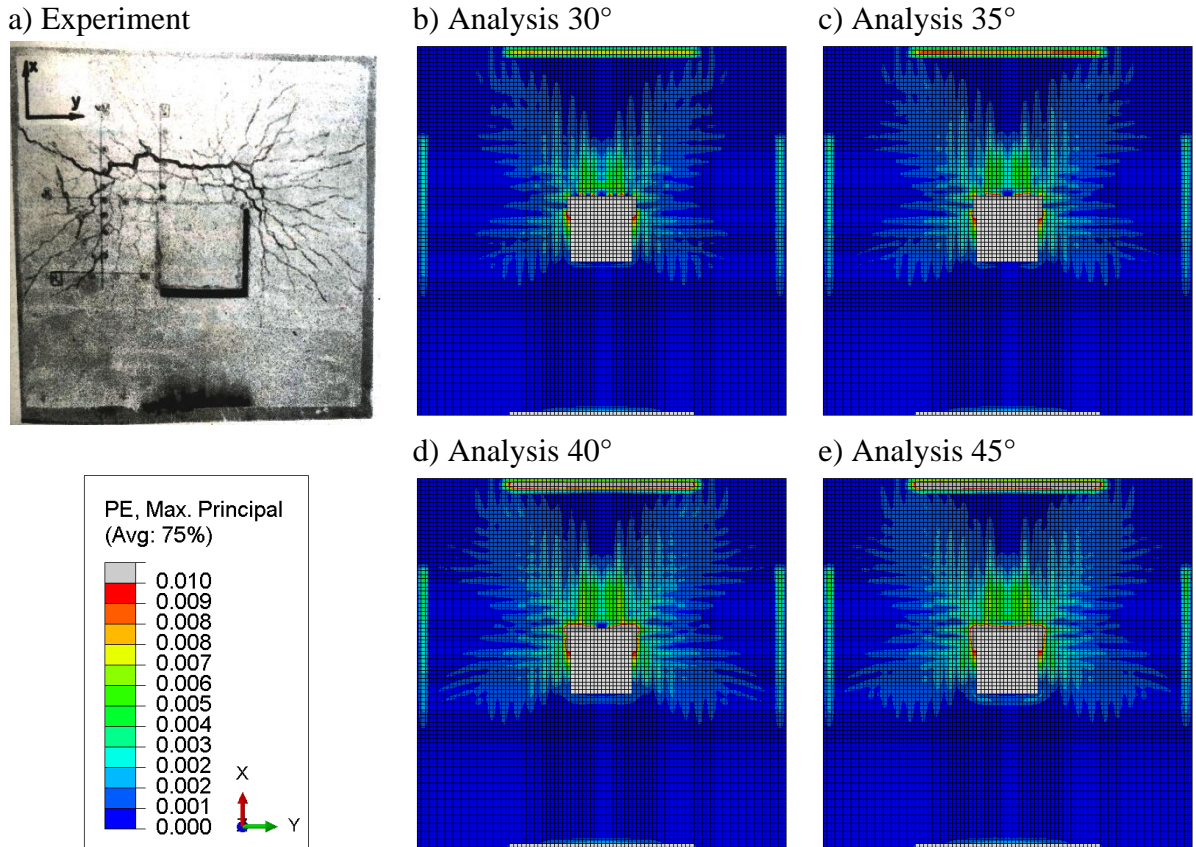 a) Experiment
b) Analysis 30°
c) Analysis 35°
x
y
d) Analysis 40°
e) Analysis 45°
PE, Max. Principal
(Avg: 75%)
0.010
0.009
0.008
0.008
0.007
0.006
0.005
0.004
0.003
0.002
0.002
0.001
0.000
X
Y